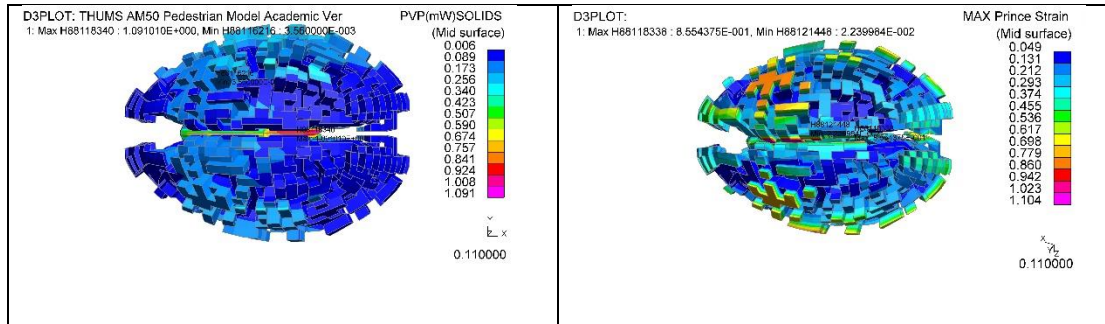 D3PLOT: THUMS AM50 Pedestrian Model Academic Ver
1: Max H88118340 : 1.091010E+000, Min H88116216 : 3.550000E-003
PVP(mW)SOLIDS
(Mid surface)
0.006
0.089
0.173
0.256
0.340
0.423
0.507
0.590
0.674
0.757
0.841
0.924
1.008
1.091
Y
Z X
0.110000
D3PLOT:
1: Max H88118338 : 8.554375E-001, Min H88121448 : 2.239984E-002
MAX Prince Strain
(Mid surface)
0.049
0.131
0.212
0.293
0.374
0.455
0.536
0.617
0.698
0.779
0.860
0.942
1.023
1.104
H88121448
X
Y
Z
0.110000